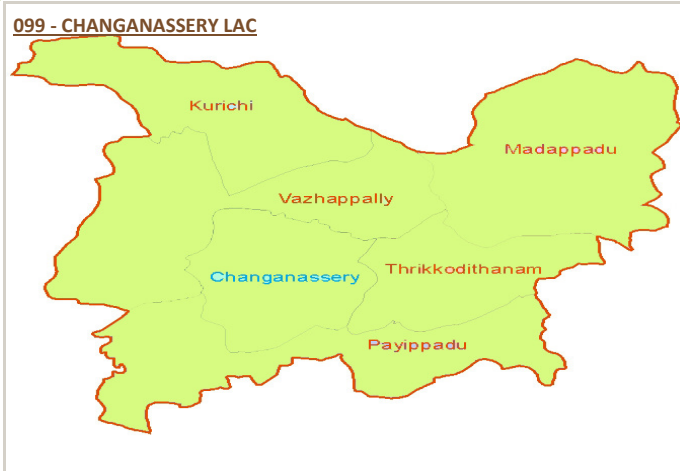 099 - CHANGANASSERY LAC
Kurichi
Madappadu
Vazhappally
Changanassery
Thrikkodithanam
Payippadu